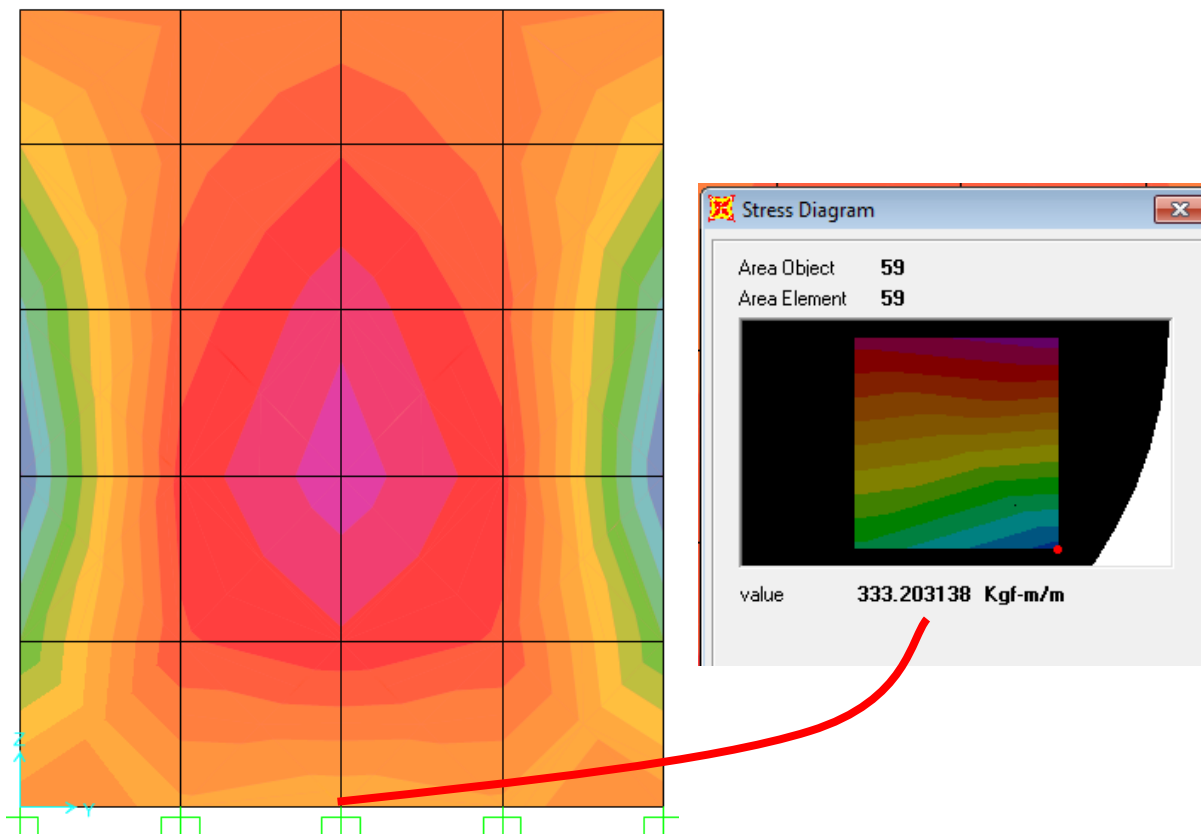 Stress Diagram
Area Object 59
Area Element 59
value 333.203138 Kgf-m/m
Z
Y